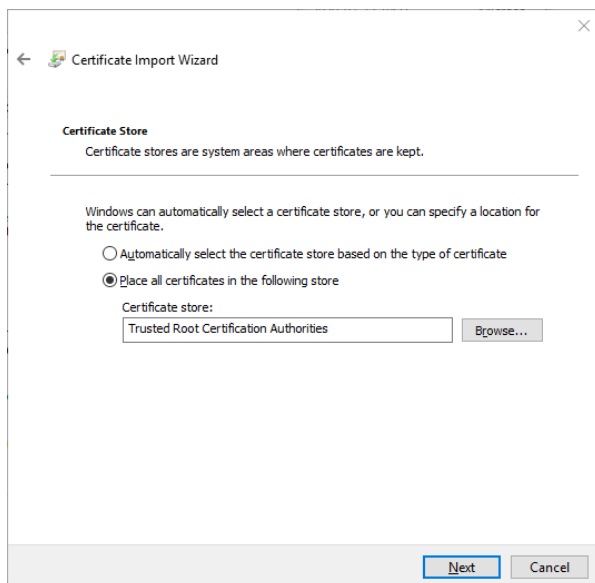 Certificate Import Wizard
Certificate Store
Certificate stores are system areas where certificates are kept.
Windows can automatically select a certificate store, or you can specify a location for
the certificate.
Automatically select the certificate store based on the type of certificate
Place all certificates in the following store
Certificate store:
Trusted Root Certification Authorities
Browse...
Next
Cancel